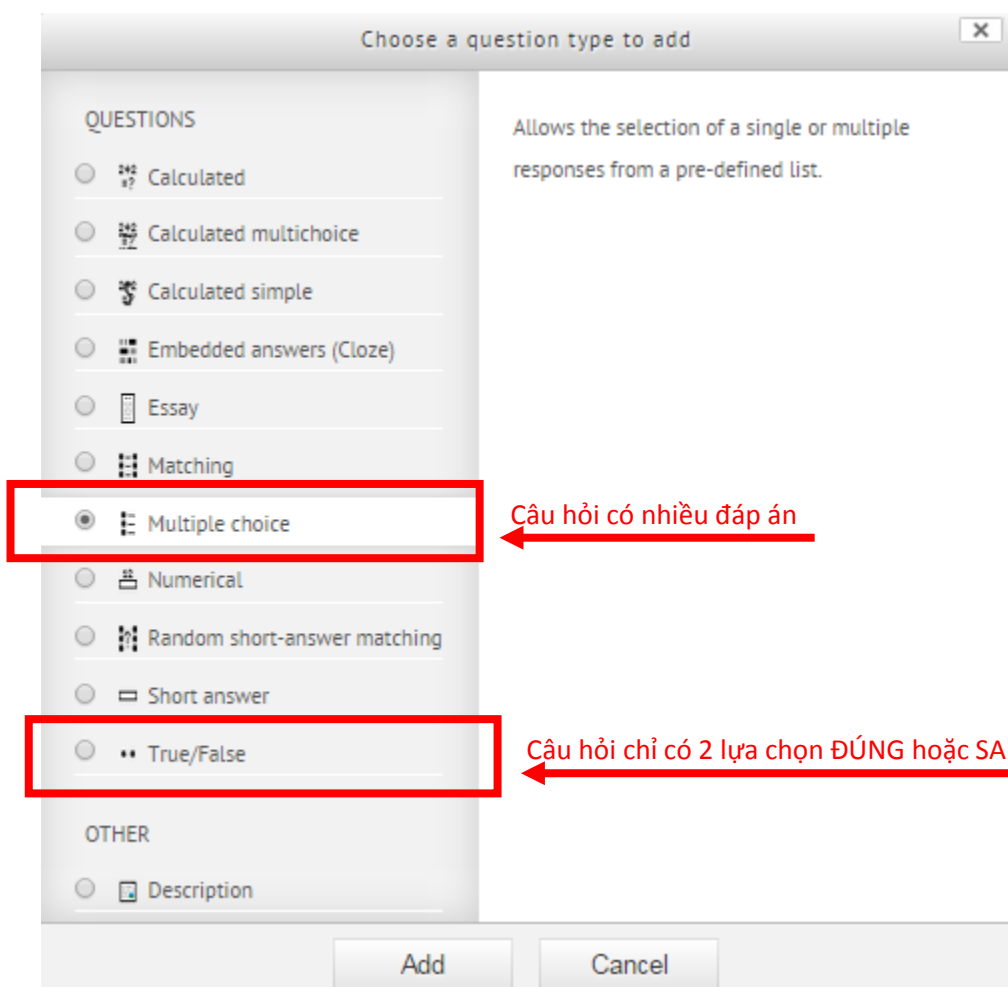 Choose a question type to add
QUESTIONS
Allows the selection of a single or multiple
responses from a pre-defined list.
Calculated
Calculated multichoice
Calculated simple
Embedded answers (Cloze)
Essay
Matching
Multiple choice
Câu hỏi có nhiều đáp án
Numerical
Random short-answer matching
Short answer
True/False
Câu hỏi chỉ có 2 lựa chọn ĐÚNG hoặc SA
OTHER
Description
Add
Cancel